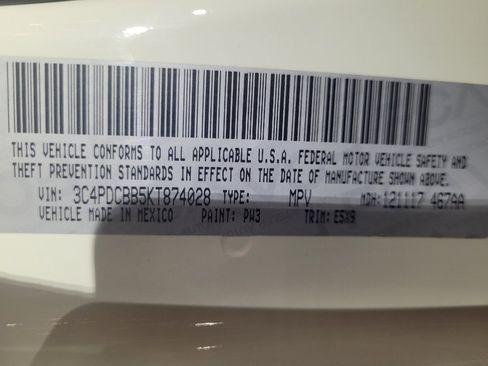 THIS VEHICLE CONFORMS TO ALL APPLICABLE U.S.A. FEDERAL MOTOR VEHICLE SAFETY AND
THEFT PREVENTION STANDARDS IN EFFECT ON THE DATE OF MANUFACTURE SHOWN ABOVE.
VIN: 3C4PDCBB5KT874028 TYPE: MPV MDH: 121117 467AA
VEHICLE MADE IN MEXICO PAINT: PW3 TRIM: E5X9